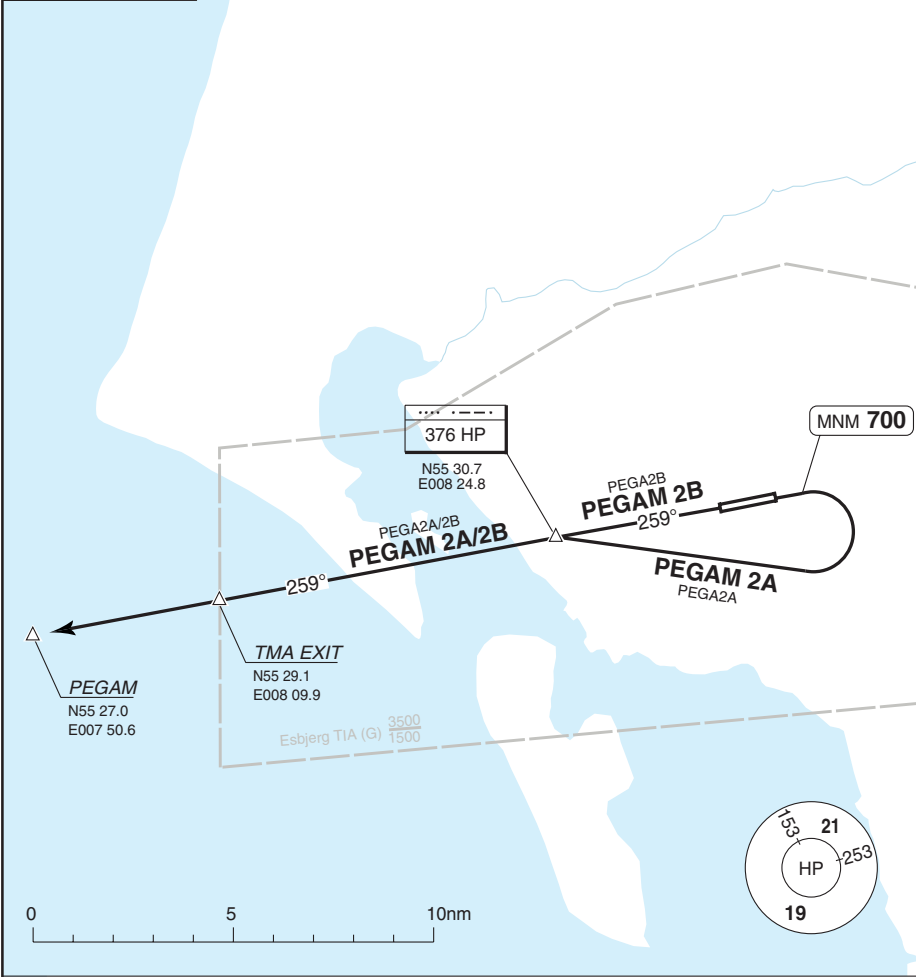 376 HP
N55 30.7
E008 24.8
MNM 700
PEGA2B
PEGAM 2B
259°
PEGA2A/2B
PEGAM 2A/2B
259°
PEGAM 2A
PEGA2A
TMA EXIT
N55 29.1
E008 09.9
PEGAM
N55 27.0
E007 50.6
Esbjerg TIA (G) 3500
1500
153
21
253
HP
19
0 5 10nm